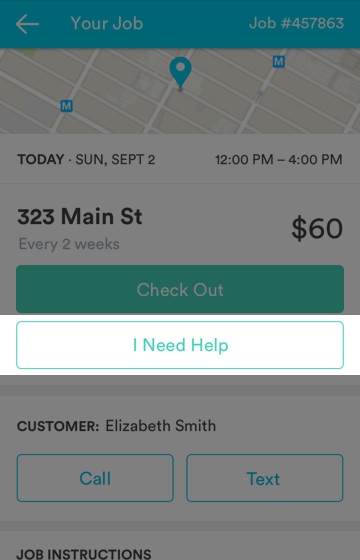 Your Job Job #457863
M
M
TODAY · SUN, SEPT 2 12:00 PM – 4:00 PM
323 Main St
$60
Every 2 weeks
Check Out
I Need Help
CUSTOMER: Elizabeth Smith
Call Text
JOB INSTRUCTIONS